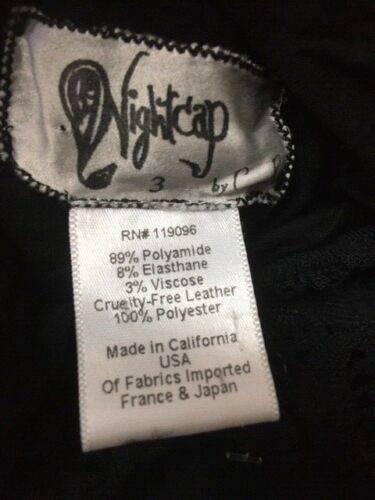 Nightcap
3
by
RN# 119096
89% Polyamide
8% Elasthane
3% Viscose
Cruelty-Free Leather
100% Polyester
Made in California
USA
Of Fabrics Imported
France & Japan